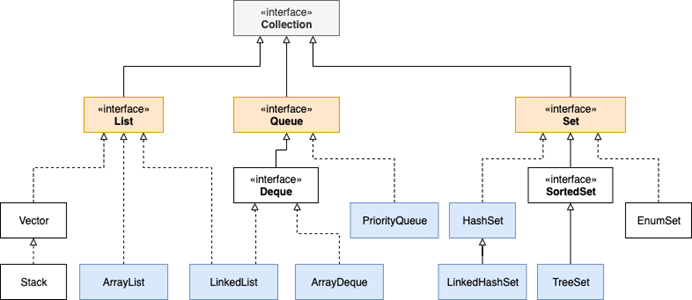 «interface»
Collection
«interface»
List
«interface»
Queue
«interface»
Set
«interface»
Deque
«interface»
SortedSet
Vector
PriorityQueue
HashSet
EnumSet
Stack
ArrayList
LinkedList
ArrayDeque
LinkedHashSet
TreeSet